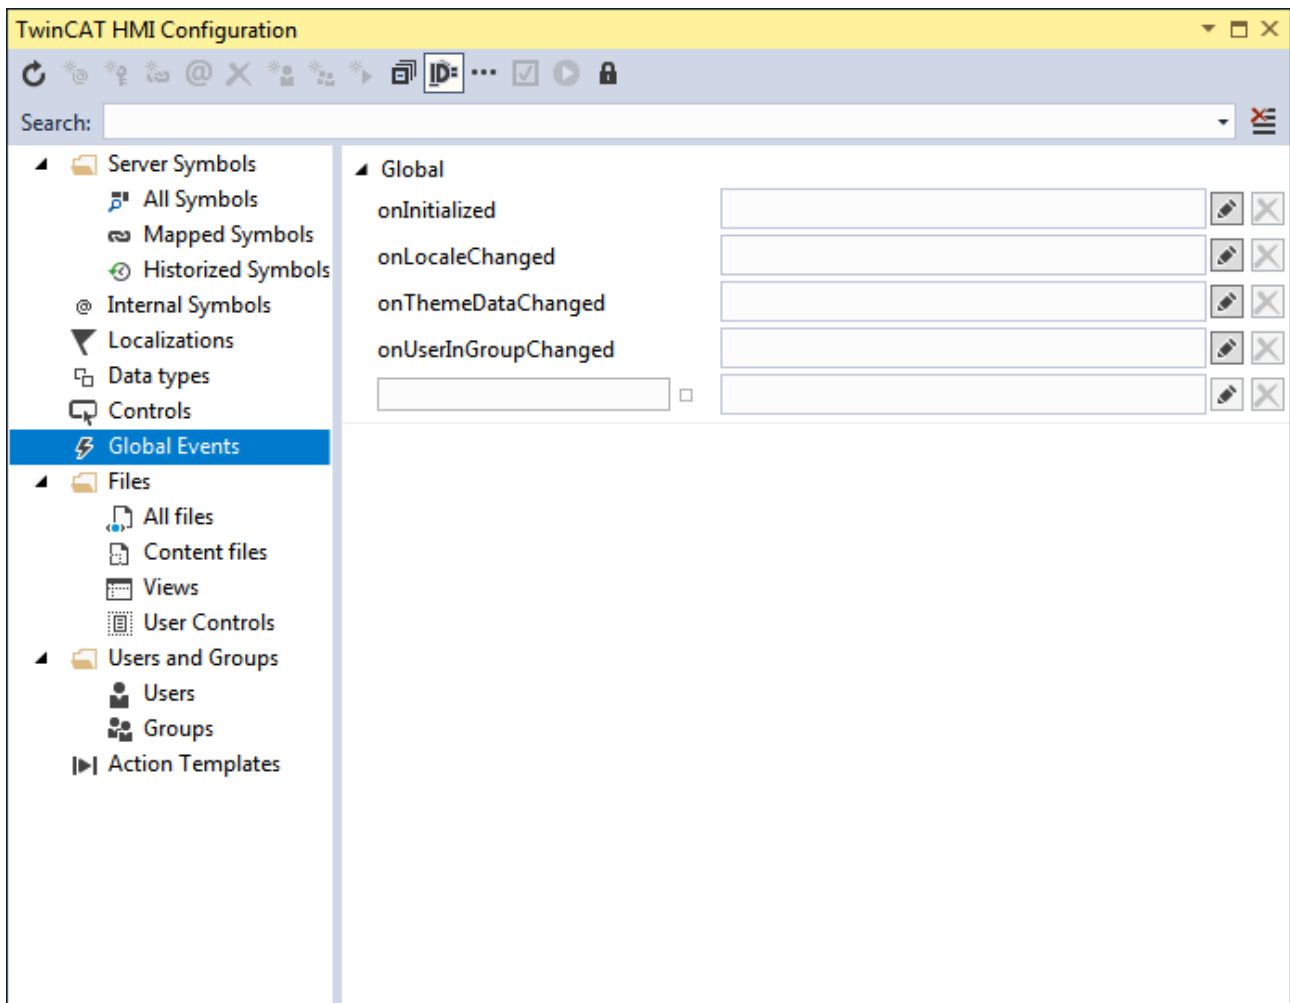 TwinCAT HMI Configuration
ID
Search:
Server Symbols
All Symbols
Mapped Symbols
Historized Symbols
@ Internal Symbols
Localizations
Data types
Controls
Global Events
Files
All files
Content files
Views
User Controls
Users and Groups
Users
Groups
Action Templates
Global
onInitialized
onLocaleChanged
onThemeDataChanged
onUserInGroupChanged